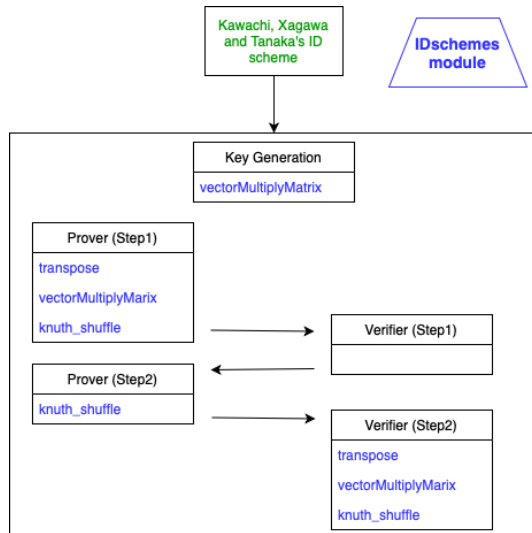 Kawachi, Xagawa
and Tanaka's ID
scheme
IDschemes
module
Key Generation
vectorMultiplyMatrix
Prover (Step1)
transpose
vectorMultiplyMarix
knuth_shuffle
Verifier (Step1)
Prover (Step2)
knuth_shuffle
Verifier (Step2)
transpose
vectorMultiplyMarix
knuth_shuffle